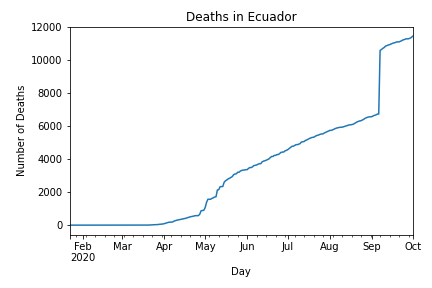 Deaths in Ecuador
12000
10000
8000
6000
4000
2000
0
Number of Deaths
Feb Mar Apr May Jun Jul Aug Sep Oct
2020
Day